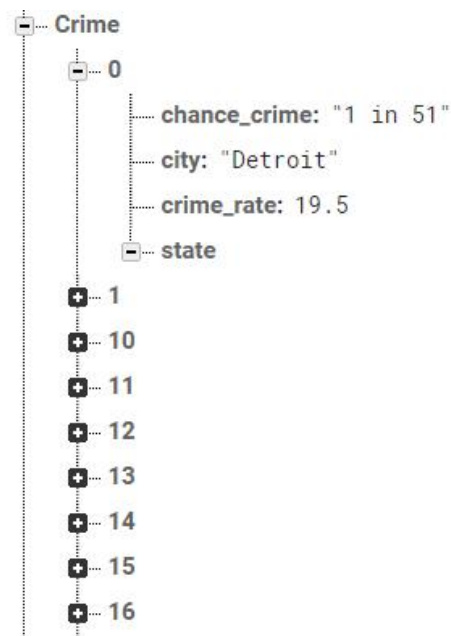 Crime
0
chance_crime: "1 in 51"
city: "Detroit"
crime_rate: 19.5
state
1
10
11
12
13
14
15
16